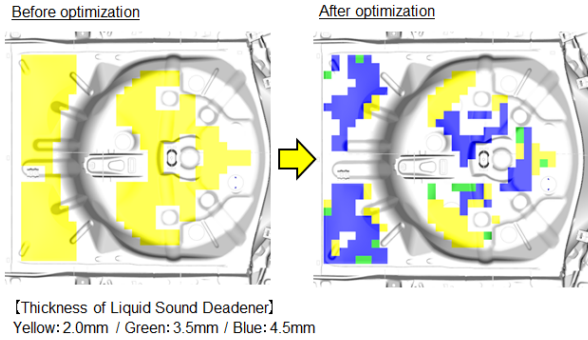 Before optimization
After optimization
【Thickness of Liquid Sound Deadener】
Yellow：2.0mm / Green：3.5mm / Blue：4.5mm